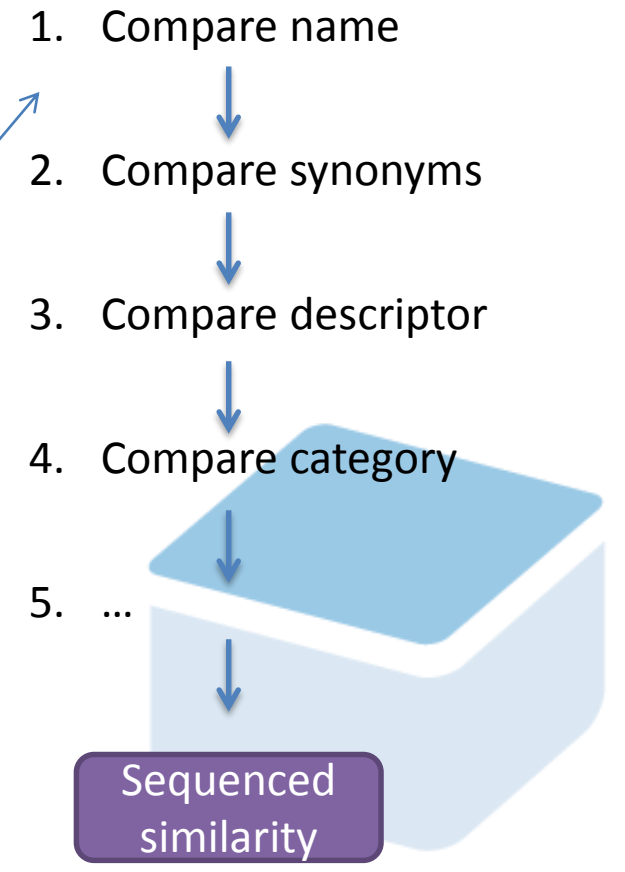 1. Compare name
2. Compare synonyms
3. Compare descriptor
4. Compare category
5. ...
Sequenced
similarity